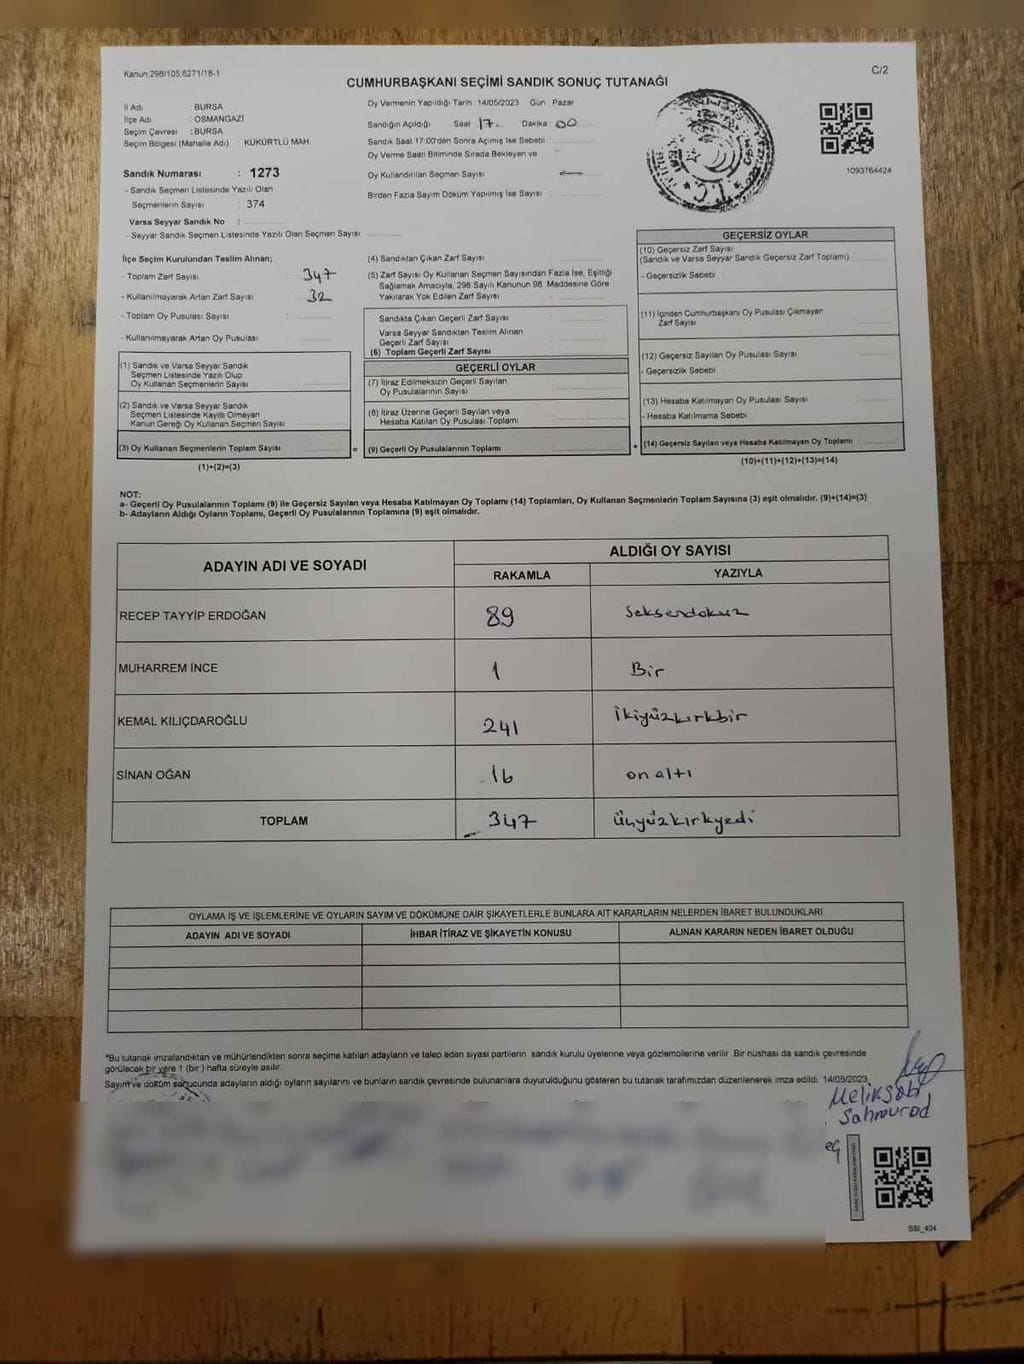 Kanun,298/105,6271/18-1
C/2
CUMHURBAŞKANI SEÇİMİ SANDIK SONUÇ TUTANAĞI
İl Adı : BURSA
İlçe Adı : OSMANGAZİ
Seçim Çevresi : BURSA
Seçim Bölgesi (Mahalle Adı) : KÜKÜRTLÜ MAH.
Sandık Numarası : 1273
- Sandık Seçmen Listesinde Yazılı Olan
Seçmenlerin Sayısı : 374
Varsa Seyyar Sandık No :
- Seyyar Sandık Seçmen Listesinde Yazılı Olan Seçmen Sayısı
Oy Vermenin Yapıldığı Tarih : 14/05/2023 Gün Pazar
Sandığın Açıldığı Saat 17. Dakika 00
Sandık Saat 17:00'den Sonra Açılmış İse Sebebi
Oy Verme Saati Bitiminde Sırada Bekleyen ve
Oy Kullandırılan Seçmen Sayısı
Birden Fazla Sayım Döküm Yapılmış İse Sayısı
1093764424
İlçe Seçim Kurulundan Teslim Alınan;
- Toplam Zarf Sayısı : 347
- Kullanılmayarak Artan Zarf Sayısı : 32
- Toplam Oy Pusulası Sayısı :
- Kullanılmayarak Artan Oy Pusulası :
(1) Sandık ve Varsa Seyyar Sandık
Seçmen Listesinde Yazılı Olup
Oy Kullanan Seçmenlerin Sayısı
(2) Sandık ve Varsa Seyyar Sandık
Seçmen Listesinde Kayıtlı Olmayan
Kanun Gereği Oy Kullanan Seçmen Sayısı
(3) Oy Kullanan Seçmenlerin Toplam Sayısı
(1)+(2)=(3)
=
(4) Sandıktan Çıkan Zarf Sayısı
(5) Zarf Sayısı Oy Kullanan Seçmen Sayısından Fazla İse, Eşitliği
Sağlamak Amacıyla, 298 Sayılı Kanunun 98. Maddesine Göre
Yakılarak Yok Edilen Zarf Sayısı
Sandıkta Çıkan Geçerli Zarf Sayısı
Varsa Seyyar Sandıktan Teslim Alınan
Geçerli Zarf Sayısı
(6) Toplam Geçerli Zarf Sayısı
GEÇERLİ OYLAR
(7) İtiraz Edilmeksizin Geçerli Sayılan
Oy Pusulalarının Sayısı
(8) İtiraz Üzerine Geçerli Sayılan veya
Hesaba Katılan Oy Pusulası Toplamı
(9) Geçerli Oy Pusulalarının Toplamı
+
GEÇERSİZ OYLAR
(10) Geçersiz Zarf Sayısı
(Sandık ve Varsa Seyyar Sandık Geçersiz Zarf Toplamı)
- Geçersizlik Sebebi
(11) İçinden Cumhurbaşkanı Oy Pusulası Çıkmayan
Zarf Sayısı
(12) Geçersiz Sayılan Oy Pusulası Sayısı
- Geçersizlik Sebebi
(13) Hesaba Katılmayan Oy Pusulası Sayısı
- Hesaba Katılmama Sebebi
(14) Geçersiz Sayılan veya Hesaba Katılmayan Oy Toplamı
(10)+(11)+(12)+(13)=(14)
NOT:
a- Geçerli Oy Pusulalarının Toplamı (9) ile Geçersiz Sayılan veya Hesaba Katılmayan Oy Toplamı (14) Toplamları, Oy Kullanan Seçmenlerin Toplam Sayısına (3) eşit olmalıdır. (9)+(14)=(3)
b- Adayların Aldığı Oyların Toplamı, Geçerli Oy Pusulalarının Toplamına (9) eşit olmalıdır.
ADAYIN ADI VE SOYADI
ALDIĞI OY SAYISI
RAKAMLA YAZIYLA
RECEP TAYYİP ERDOĞAN 89 Seksendokuz
MUHARREM İNCE 1 Bir
KEMAL KILIÇDAROĞLU 241 İkiyüzkırkbir
SİNAN OĞAN 16 onaltı
TOPLAM 347 üçyüzkırkyedi
OYLAMA İŞ VE İŞLEMLERİNE VE OYLARIN SAYIM VE DÖKÜMÜNE DAİR ŞİKAYETLERLE BUNLARA AİT KARARLARIN NELERDEN İBARET BULUNDUKLARI
ADAYIN ADI VE SOYADI İHBAR İTİRAZ VE ŞİKAYETİN KONUSU ALINAN KARARIN NEDEN İBARET OLDUĞU
*Bu tutanak imzalandıktan ve mühürlendikten sonra seçime katılan adayların ve talep eden siyasi partilerin sandık kurulu üyelerine veya gözlemcilerine verilir. Bir nüshası da sandık çevresinde
görülecek bir yere 1 (bir) hafta süreyle asılır.
Sayım ve döküm sonucunda adayların aldığı oyların sayılarını ve bunların sandık çevresinde bulunanlara duyurulduğunu gösteren bu tutanak tarafımızdan düzenlenerek imza edildi. 14/05/2023
SSI_404